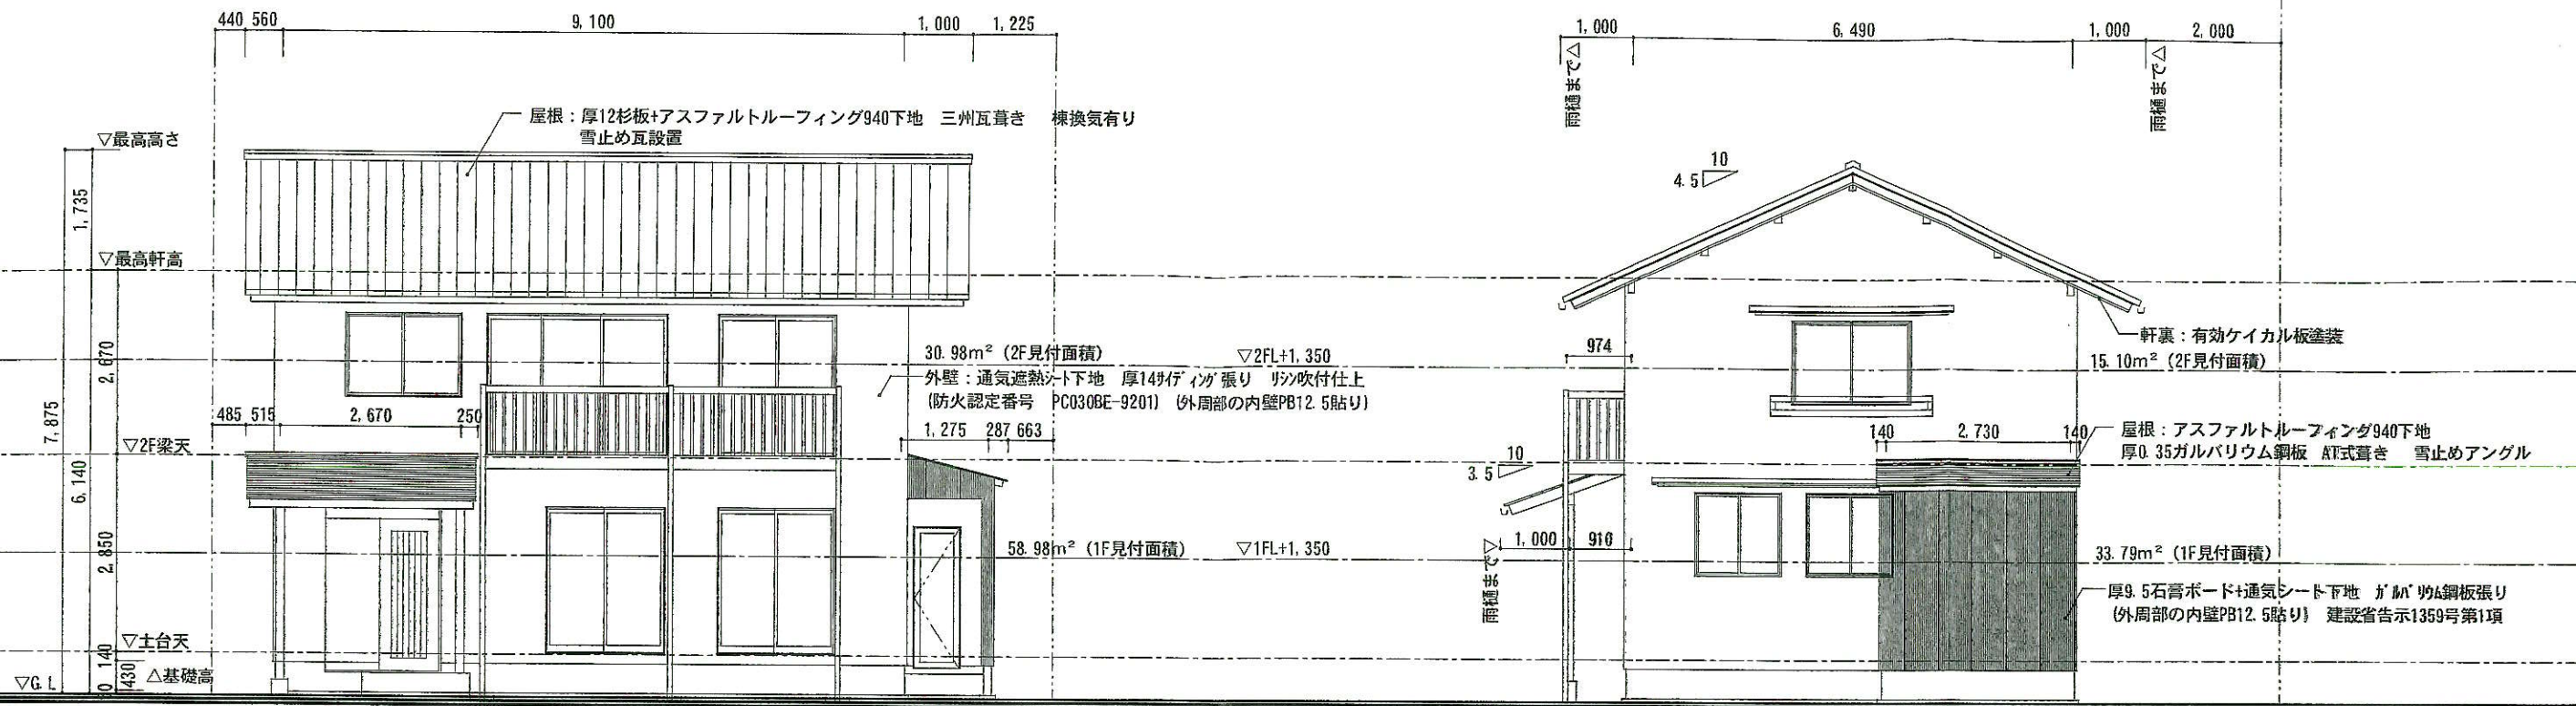 440 560 9,100 1,000 1,225
屋根：厚12杉板+アスファルトルーフィング940下地　三州瓦葺き　棟換気有り
雪止め瓦設置
▽最高高さ
1,735
▽最高軒高
2,670
7,875
6,140
30.98m² (2F見付面積)
▽2FL+1,350
外壁：通気遮熱ｼｰﾄ下地　厚14ｻｲﾃﾞｨﾝｸﾞ張り　ﾘｼﾝ吹付仕上
(防火認定番号　PC030BE-9201)　(外周部の内壁PB12.5貼り)
485 515 2,670 250
1,275 287 663
▽2F梁天
2,850
58.98m² (1F見付面積)
▽1FL+1,350
▽土台天
140
430
△基礎高
▽G.L
1,000 6,490 1,000 2,000
雨樋まで△
雨樋まで△
10
4.5
軒裏：有効ケイカル板塗装
974
15.10m² (2F見付面積)
140 2,730 140
屋根：アスファルトルーフィング940下地
厚0.35ガルバリウム鋼板　AT式葺き　雪止めアングル
10
3.5
1,000 910
雨樋まで▽
33.79m² (1F見付面積)
厚9.5石膏ボード+通気シート下地　ｶﾞﾙﾊﾞﾘｳﾑ鋼板張り
(外周部の内壁PB12.5貼り)　建設省告示1359号第1項